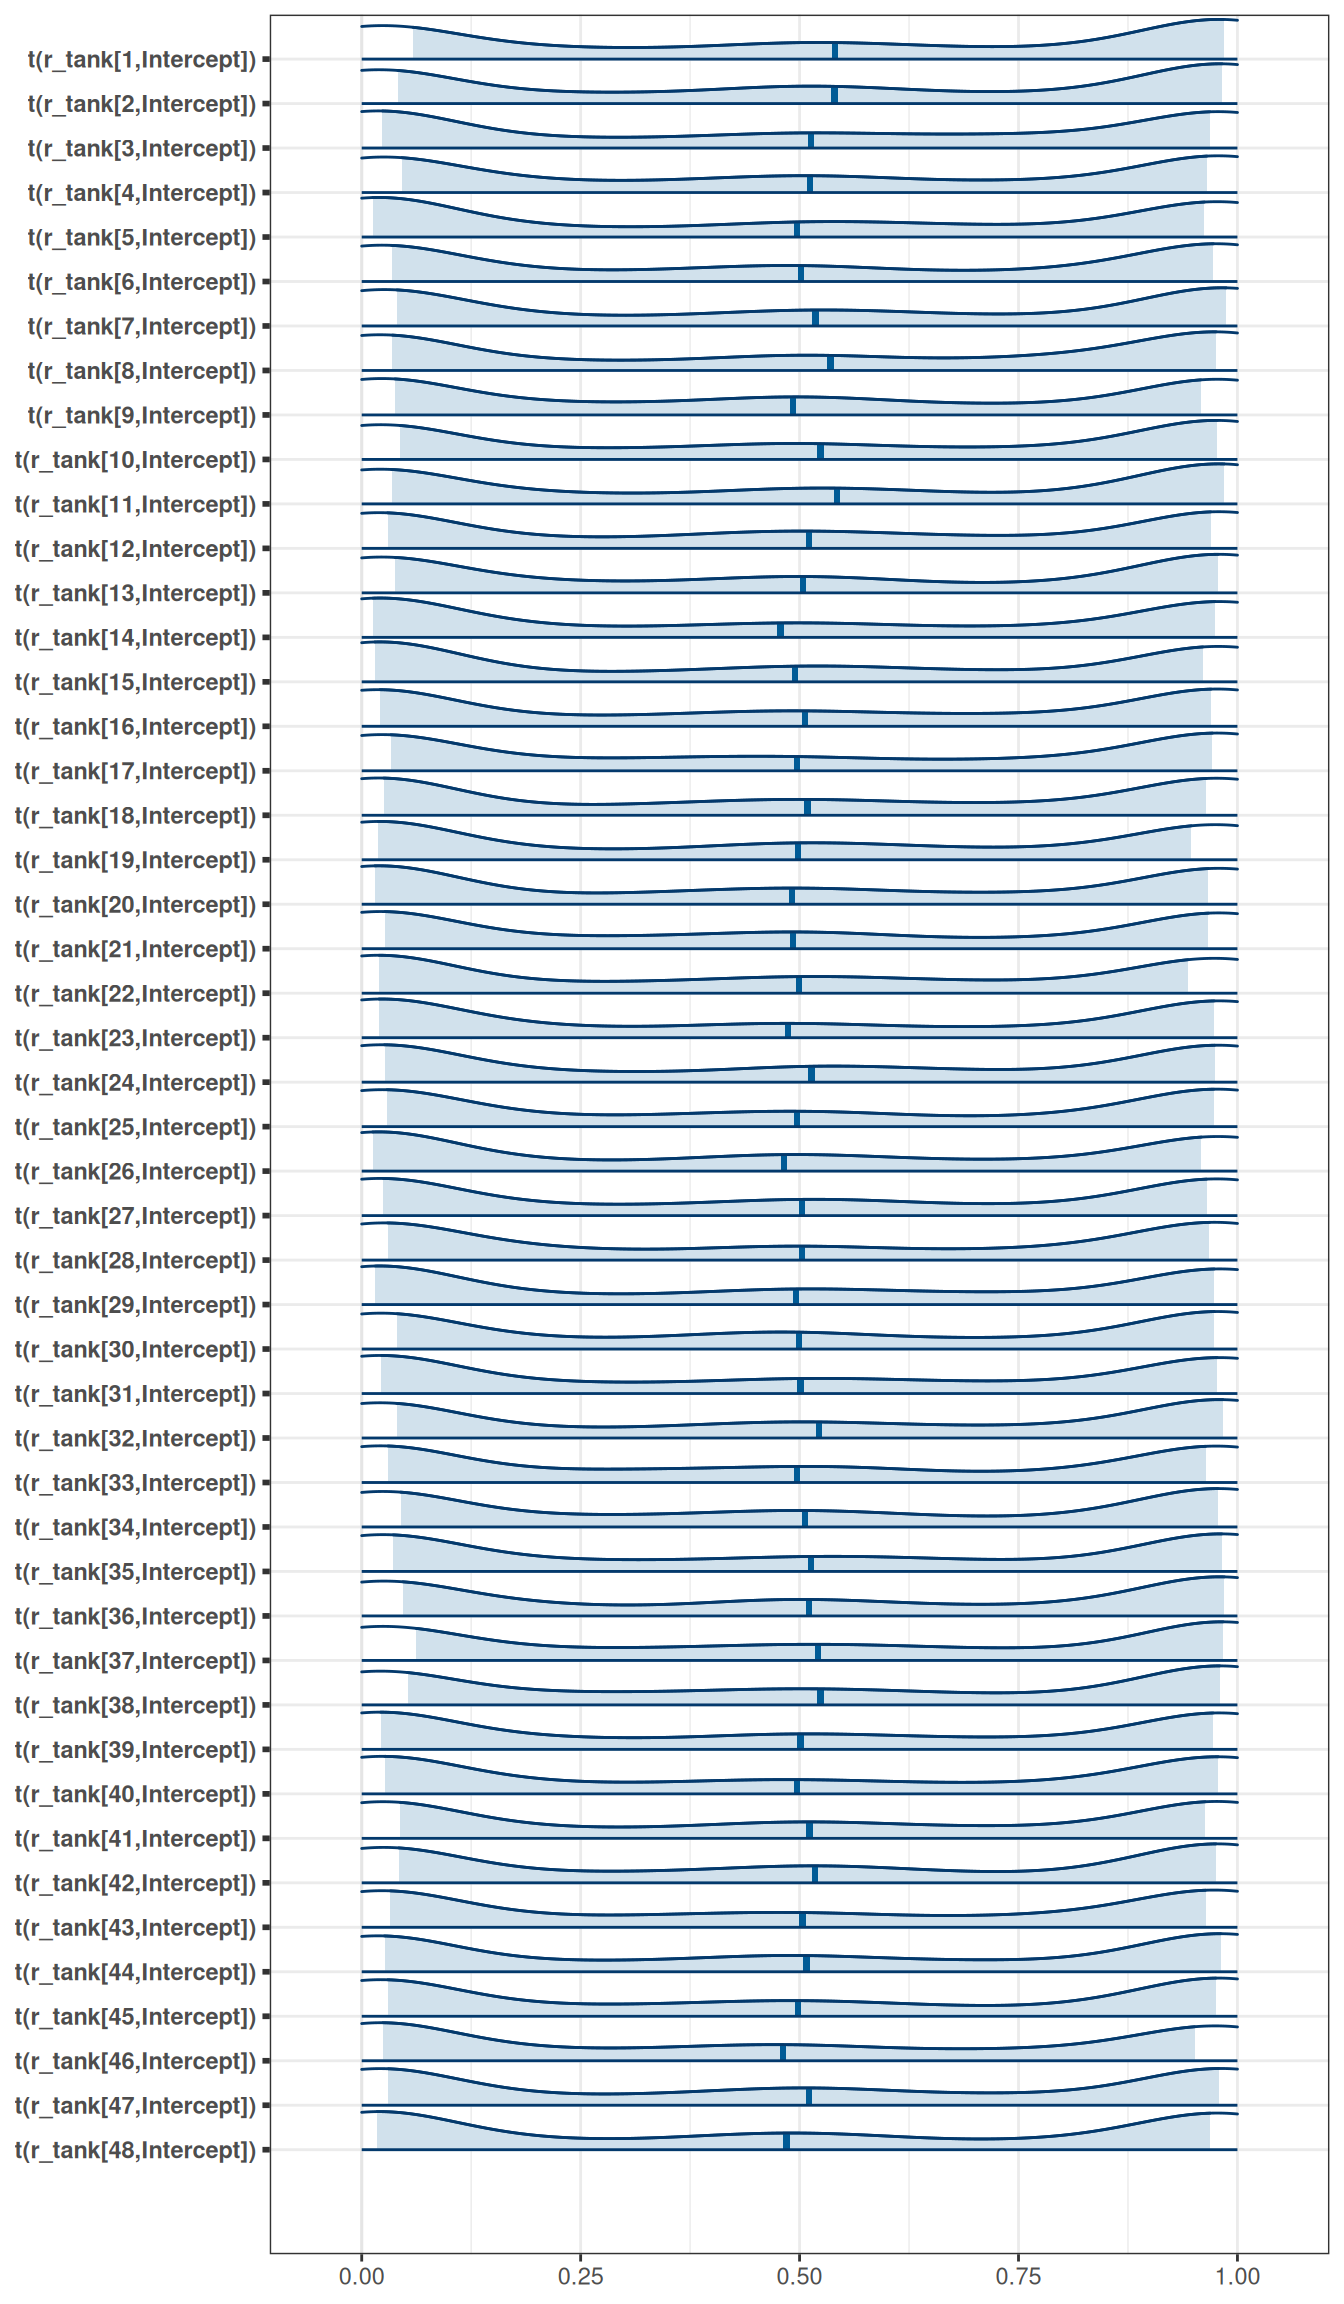 t(r_tank[1,Intercept])
t(r_tank[2,Intercept])
t(r_tank[3,Intercept])
t(r_tank[4,Intercept])
t(r_tank[5,Intercept])
t(r_tank[6,Intercept])
t(r_tank[7,Intercept])
t(r_tank[8,Intercept])
t(r_tank[9,Intercept])
t(r_tank[10,Intercept])
t(r_tank[11,Intercept])
t(r_tank[12,Intercept])
t(r_tank[13,Intercept])
t(r_tank[14,Intercept])
t(r_tank[15,Intercept])
t(r_tank[16,Intercept])
t(r_tank[17,Intercept])
t(r_tank[18,Intercept])
t(r_tank[19,Intercept])
t(r_tank[20,Intercept])
t(r_tank[21,Intercept])
t(r_tank[22,Intercept])
t(r_tank[23,Intercept])
t(r_tank[24,Intercept])
t(r_tank[25,Intercept])
t(r_tank[26,Intercept])
t(r_tank[27,Intercept])
t(r_tank[28,Intercept])
t(r_tank[29,Intercept])
t(r_tank[30,Intercept])
t(r_tank[31,Intercept])
t(r_tank[32,Intercept])
t(r_tank[33,Intercept])
t(r_tank[34,Intercept])
t(r_tank[35,Intercept])
t(r_tank[36,Intercept])
t(r_tank[37,Intercept])
t(r_tank[38,Intercept])
t(r_tank[39,Intercept])
t(r_tank[40,Intercept])
t(r_tank[41,Intercept])
t(r_tank[42,Intercept])
t(r_tank[43,Intercept])
t(r_tank[44,Intercept])
t(r_tank[45,Intercept])
t(r_tank[46,Intercept])
t(r_tank[47,Intercept])
t(r_tank[48,Intercept])
0.00 0.25 0.50 0.75 1.00